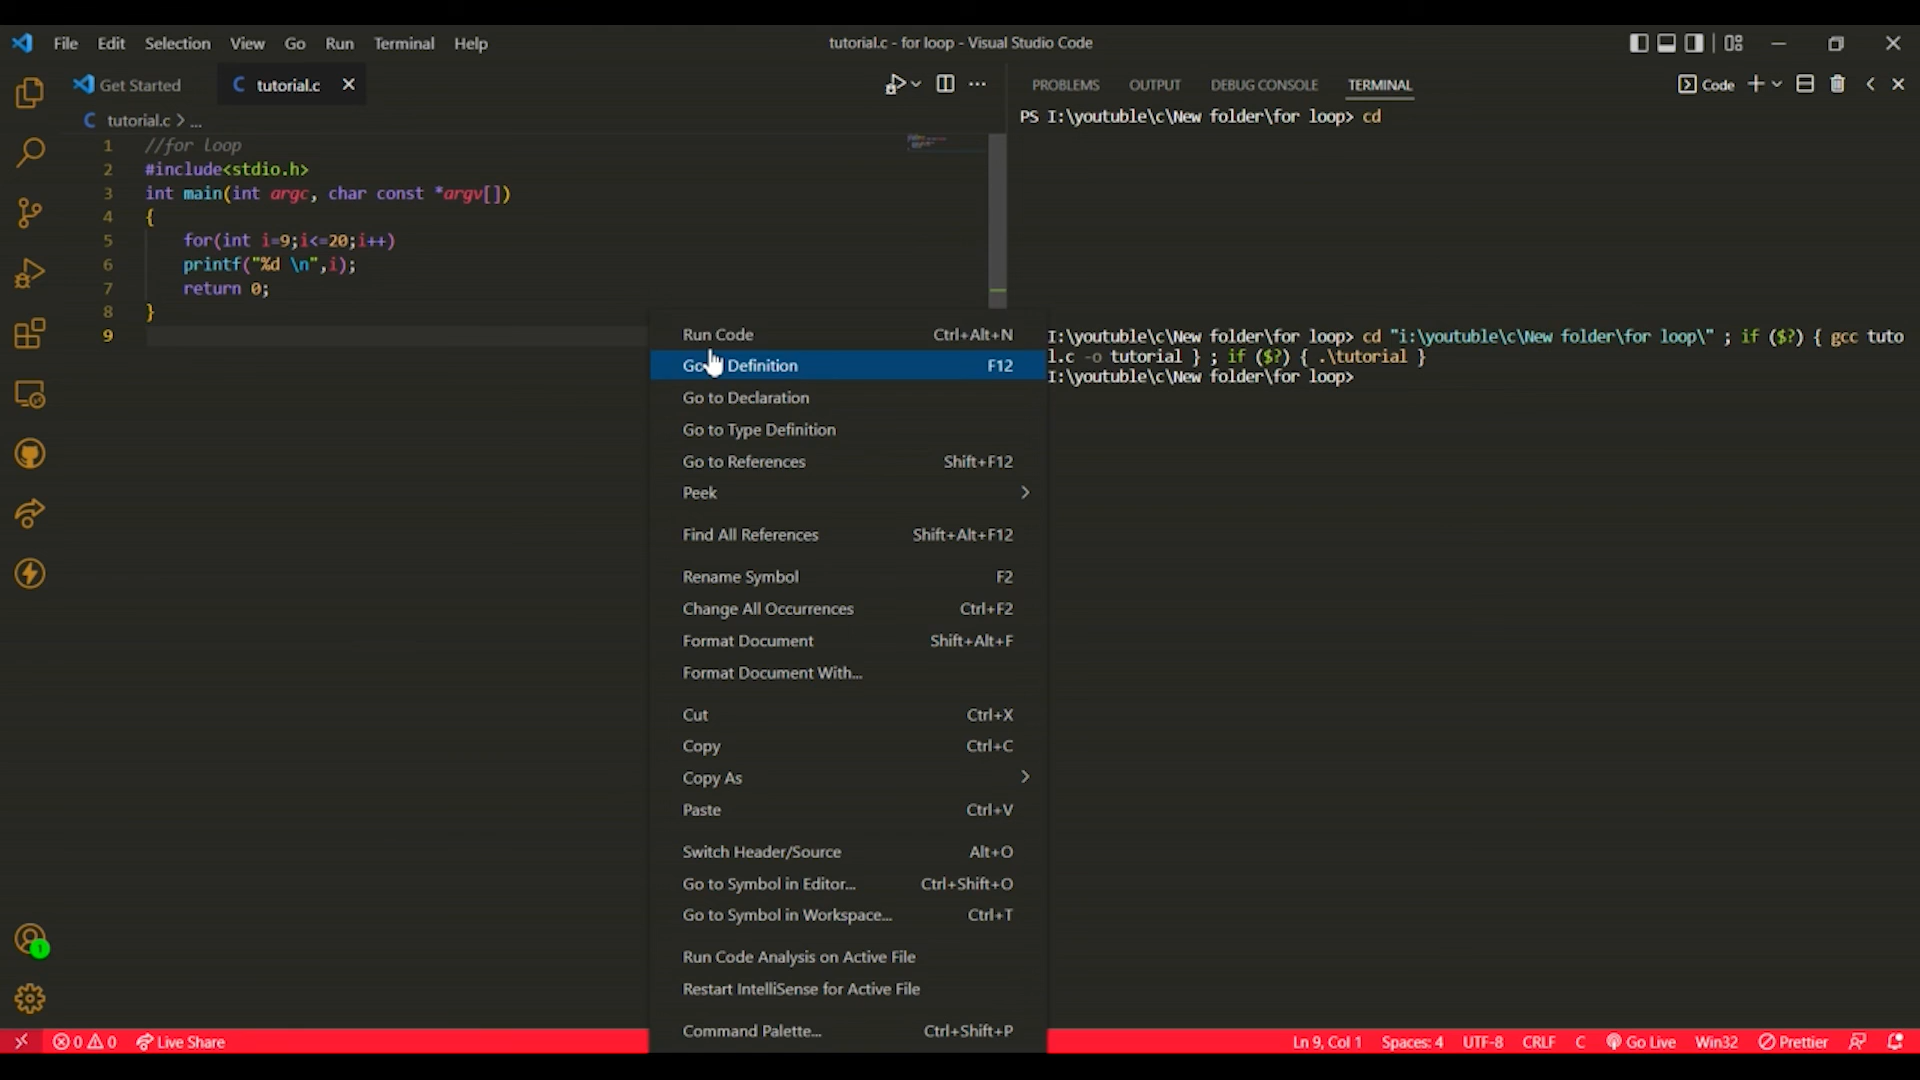 File Edit Selection View Go Run Terminal Help
tutorial.c - for loop - Visual Studio Code
Get Started
tutorial.c
tutorial.c > ...
1 //for loop
2 #include<stdio.h>
3 int main(int argc, char const *argv[])
4 {
5 for(int i=9;i<=20;i++)
6 printf("%d \n",i);
7 return 0;
8 }
9
PROBLEMS OUTPUT DEBUG CONSOLE TERMINAL
Code
PS I:\youtuble\c\New folder\for loop> cd
I:\youtuble\c\New folder\for loop> cd "i:\youtuble\c\New folder\for loop\" ; if ($?) { gcc tuto
l.c -o tutorial } ; if ($?) { .\tutorial }
I:\youtuble\c\New folder\for loop>
Run Code Ctrl+Alt+N
Definition F12
Go to Declaration
Go to Type Definition
Go to References Shift+F12
Peek
Find All References Shift+Alt+F12
Rename Symbol F2
Change All Occurrences Ctrl+F2
Format Document Shift+Alt+F
Format Document With...
Cut Ctrl+X
Copy Ctrl+C
Copy As
Paste Ctrl+V
Switch Header/Source Alt+O
Go to Symbol in Editor... Ctrl+Shift+O
Go to Symbol in Workspace... Ctrl+T
Run Code Analysis on Active File
Restart IntelliSense for Active File
Command Palette... Ctrl+Shift+P
1
0 0 Live Share
Ln 9, Col 1 Spaces: 4 UTF-8 CRLF C Go Live Win32 Prettier